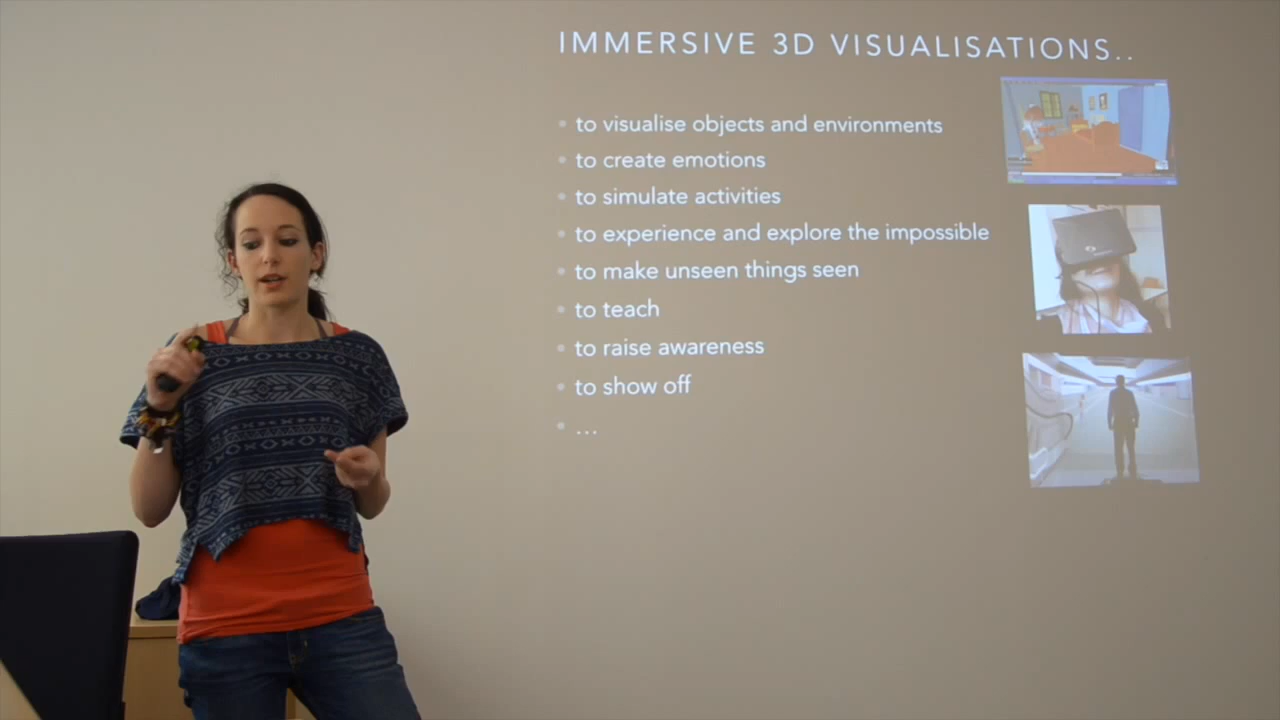 IMMERSIVE 3D VISUALISATIONS..
• to visualise objects and environments
• to create emotions
• to simulate activities
• to experience and explore the impossible
• to make unseen things seen
• to teach
• to raise awareness
• to show off
• ...